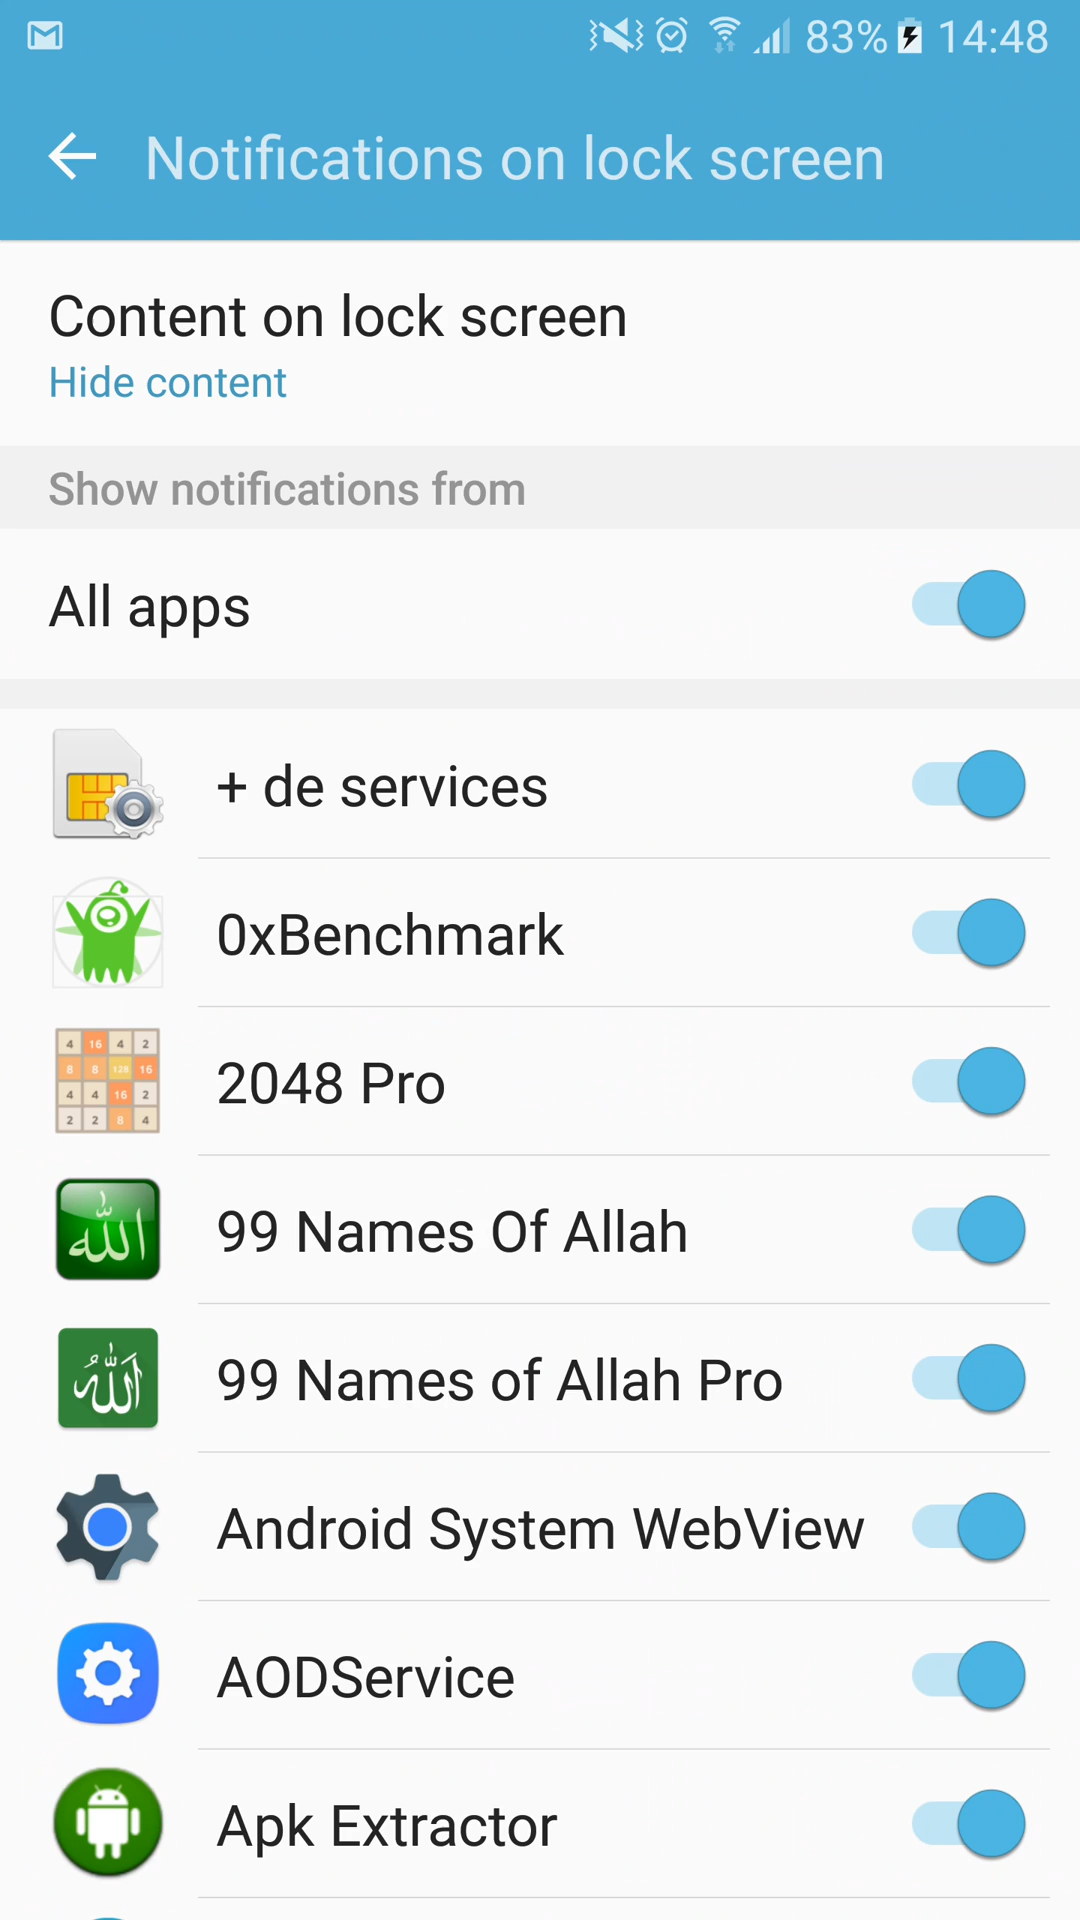 83% 14:48
Notifications on lock screen
Content on lock screen
Hide content
Show notifications from
All apps
+ de services
0xBenchmark
4 16 4 2
8 8 128 16
4 4 16 2
2 2 8 4
2048 Pro
الله
99 Names Of Allah
اللَّهُ
99 Names of Allah Pro
Android System WebView
AODService
Apk Extractor